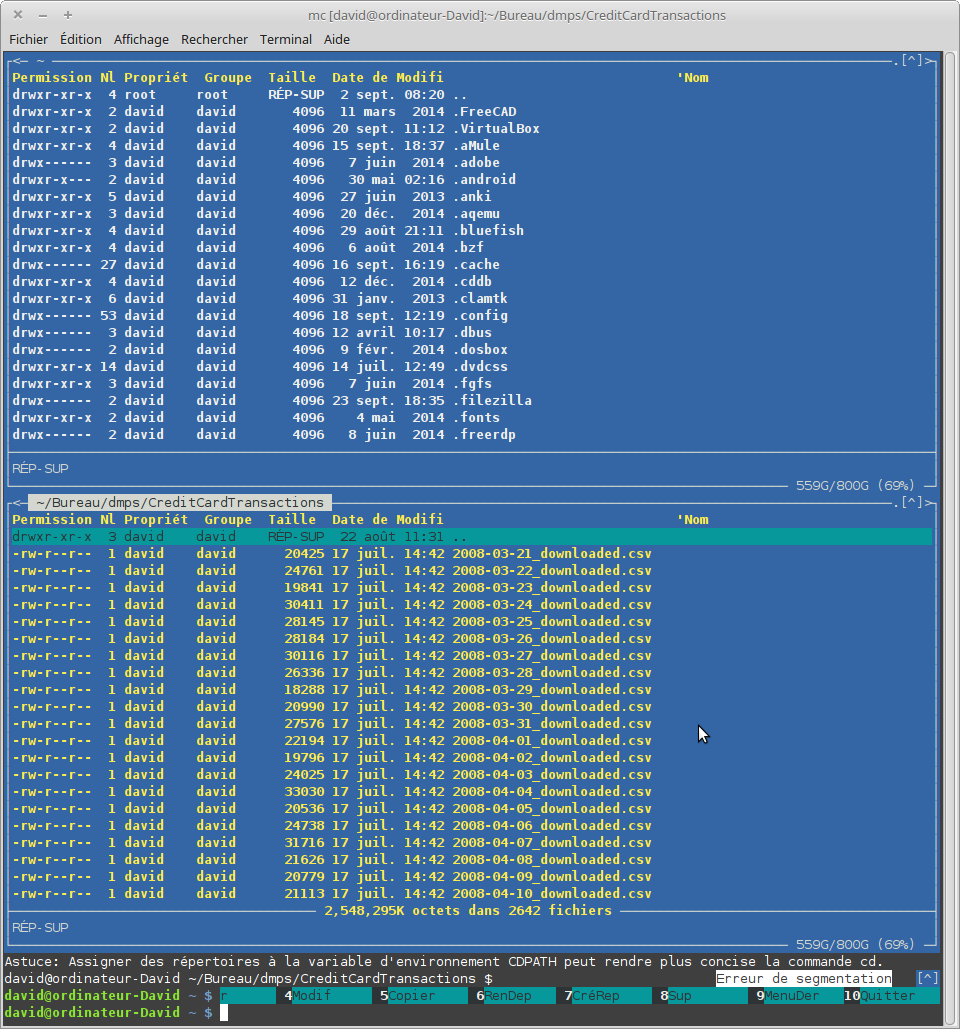 mc [david@ordinateur-David]:~/Bureau/dmps/CreditCardTransactions
Fichier Édition Affichage Rechercher Terminal Aide
<─ ~ .[^]>
Permission Nl Propriét Groupe Taille Date de Modifi 'Nom
drwxr-xr-x 4 root root RÉP-SUP 2 sept. 08:20 ..
drwxr-xr-x 2 david david 4096 11 mars 2014 .FreeCAD
drwxr-xr-x 2 david david 4096 20 sept. 11:12 .VirtualBox
drwxr-xr-x 4 david david 4096 15 sept. 18:37 .aMule
drwx------ 3 david david 4096 7 juin 2014 .adobe
drwxr-x--- 2 david david 4096 30 mai 02:16 .android
drwxr-xr-x 5 david david 4096 27 juin 2013 .anki
drwxr-xr-x 3 david david 4096 20 déc. 2014 .aqemu
drwxr-xr-x 4 david david 4096 29 août 21:11 .bluefish
drwxr-xr-x 4 david david 4096 6 août 2014 .bzf
drwx------ 27 david david 4096 16 sept. 16:19 .cache
drwxr-xr-x 4 david david 4096 12 déc. 2014 .cddb
drwxr-xr-x 6 david david 4096 31 janv. 2013 .clamtk
drwx------ 53 david david 4096 18 sept. 12:19 .config
drwx------ 3 david david 4096 12 avril 10:17 .dbus
drwx------ 2 david david 4096 9 févr. 2014 .dosbox
drwxr-xr-x 14 david david 4096 14 juil. 12:49 .dvdcss
drwxr-xr-x 3 david david 4096 7 juin 2014 .fgfs
drwx------ 2 david david 4096 23 sept. 18:35 .filezilla
drwxr-xr-x 2 david david 4096 4 mai 2014 .fonts
drwx------ 2 david david 4096 8 juin 2014 .freerdp
RÉP-SUP
559G/800G (69%)
<─ ~/Bureau/dmps/CreditCardTransactions .[^]>
Permission Nl Propriét Groupe Taille Date de Modifi 'Nom
drwxr-xr-x 3 david david RÉP-SUP 22 août 11:31 ..
-rw-r--r-- 1 david david 20425 17 juil. 14:42 2008-03-21_downloaded.csv
-rw-r--r-- 1 david david 24761 17 juil. 14:42 2008-03-22_downloaded.csv
-rw-r--r-- 1 david david 19841 17 juil. 14:42 2008-03-23_downloaded.csv
-rw-r--r-- 1 david david 30411 17 juil. 14:42 2008-03-24_downloaded.csv
-rw-r--r-- 1 david david 28145 17 juil. 14:42 2008-03-25_downloaded.csv
-rw-r--r-- 1 david david 28184 17 juil. 14:42 2008-03-26_downloaded.csv
-rw-r--r-- 1 david david 30116 17 juil. 14:42 2008-03-27_downloaded.csv
-rw-r--r-- 1 david david 26336 17 juil. 14:42 2008-03-28_downloaded.csv
-rw-r--r-- 1 david david 18288 17 juil. 14:42 2008-03-29_downloaded.csv
-rw-r--r-- 1 david david 20990 17 juil. 14:42 2008-03-30_downloaded.csv
-rw-r--r-- 1 david david 27576 17 juil. 14:42 2008-03-31_downloaded.csv
-rw-r--r-- 1 david david 22194 17 juil. 14:42 2008-04-01_downloaded.csv
-rw-r--r-- 1 david david 19796 17 juil. 14:42 2008-04-02_downloaded.csv
-rw-r--r-- 1 david david 24025 17 juil. 14:42 2008-04-03_downloaded.csv
-rw-r--r-- 1 david david 33030 17 juil. 14:42 2008-04-04_downloaded.csv
-rw-r--r-- 1 david david 20536 17 juil. 14:42 2008-04-05_downloaded.csv
-rw-r--r-- 1 david david 24738 17 juil. 14:42 2008-04-06_downloaded.csv
-rw-r--r-- 1 david david 31716 17 juil. 14:42 2008-04-07_downloaded.csv
-rw-r--r-- 1 david david 21626 17 juil. 14:42 2008-04-08_downloaded.csv
-rw-r--r-- 1 david david 20779 17 juil. 14:42 2008-04-09_downloaded.csv
-rw-r--r-- 1 david david 21113 17 juil. 14:42 2008-04-10_downloaded.csv
2,548,295K octets dans 2642 fichiers
RÉP-SUP
559G/800G (69%)
Astuce: Assigner des répertoires à la variable d'environnement CDPATH peut rendre plus concise la commande cd.
david@ordinateur-David ~/Bureau/dmps/CreditCardTransactions $ Erreur de segmentation [^]
david@ordinateur-David ~ $ r 4Modif 5Copier 6RenDep 7CréRep 8Sup 9MenuDer 10Quitter
david@ordinateur-David ~ $